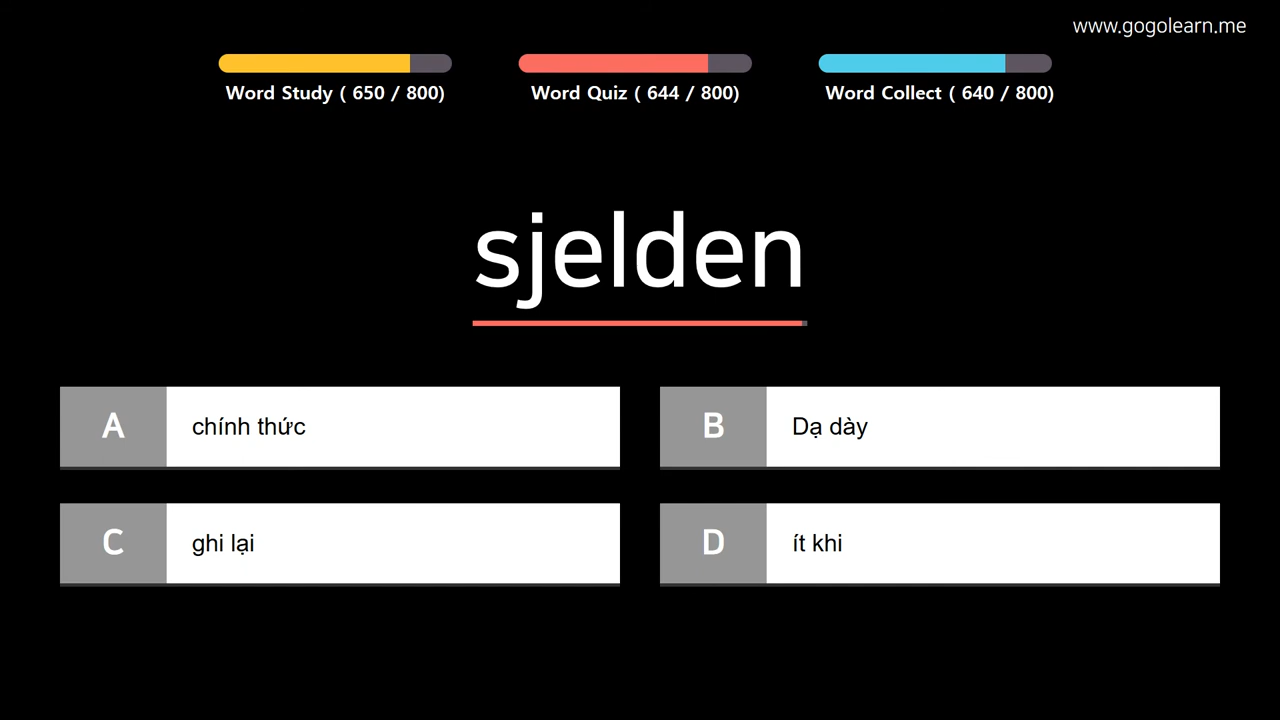 www.gogolearn.me
Word Study ( 650 / 800)
Word Quiz ( 644 / 800)
Word Collect ( 640 / 800)
sjelden
A chính thức
B Dạ dày
C ghi lại
D ít khi